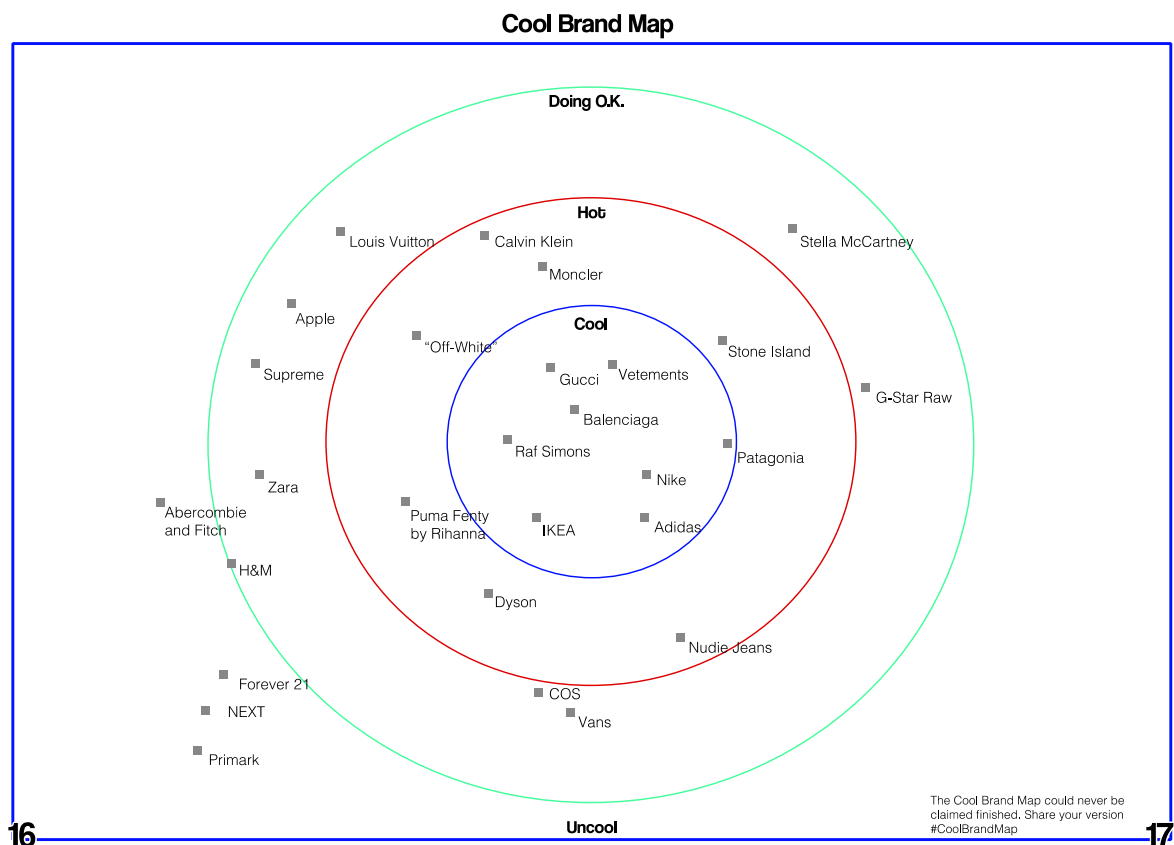 Cool Brand Map
Doing O.K.
Hot
Louis Vuitton
Calvin Klein
Stella McCartney
Moncler
Apple
Cool
“Off-White”
Stone Island
Supreme
Gucci
Vetements
G-Star Raw
Balenciaga
Raf Simons
Patagonia
Zara
Nike
Abercombie
and Fitch
Puma Fenty
by Rihanna
IKEA
Adidas
H&M
Dyson
Nudie Jeans
Forever 21
COS
NEXT
Vans
Primark
The Cool Brand Map could never be
claimed finished. Share your version
#CoolBrandMap
16
Uncool
17